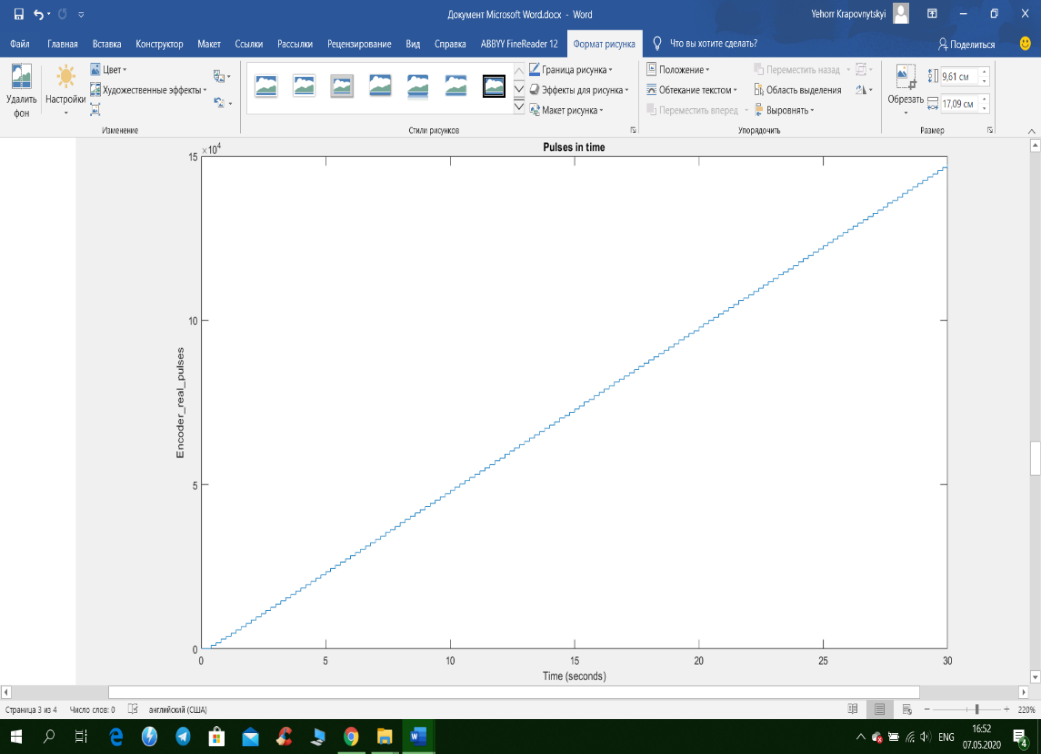 Документ Microsoft Word.docx - Word
Yehorr Krapovnytskyi
Файл Главная Вставка Конструктор Макет Ссылки Рассылки Рецензирование Вид Справка ABBYY FineReader 12 Формат рисунка Что вы хотите сделать? Поделиться
Удалить фон
Настройки
Цвет
Художественные эффекты
Изменение
Граница рисунка
Эффекты для рисунка
Макет рисунка
Стили рисунков
Положение
Обтекание текстом
Переместить вперед
Переместить назад
Область выделения
Выровнять
Упорядочить
Обрезать
9,61 см
17,09 см
Размер
Pulses in time
×10⁴
15
10
5
0
Encoder_real_pulses
0 5 10 15 20 25 30
Time (seconds)
Страница 3 из 4 Число слов: 0 английский (США) 220%
ENG
16:52
07.05.2020
4